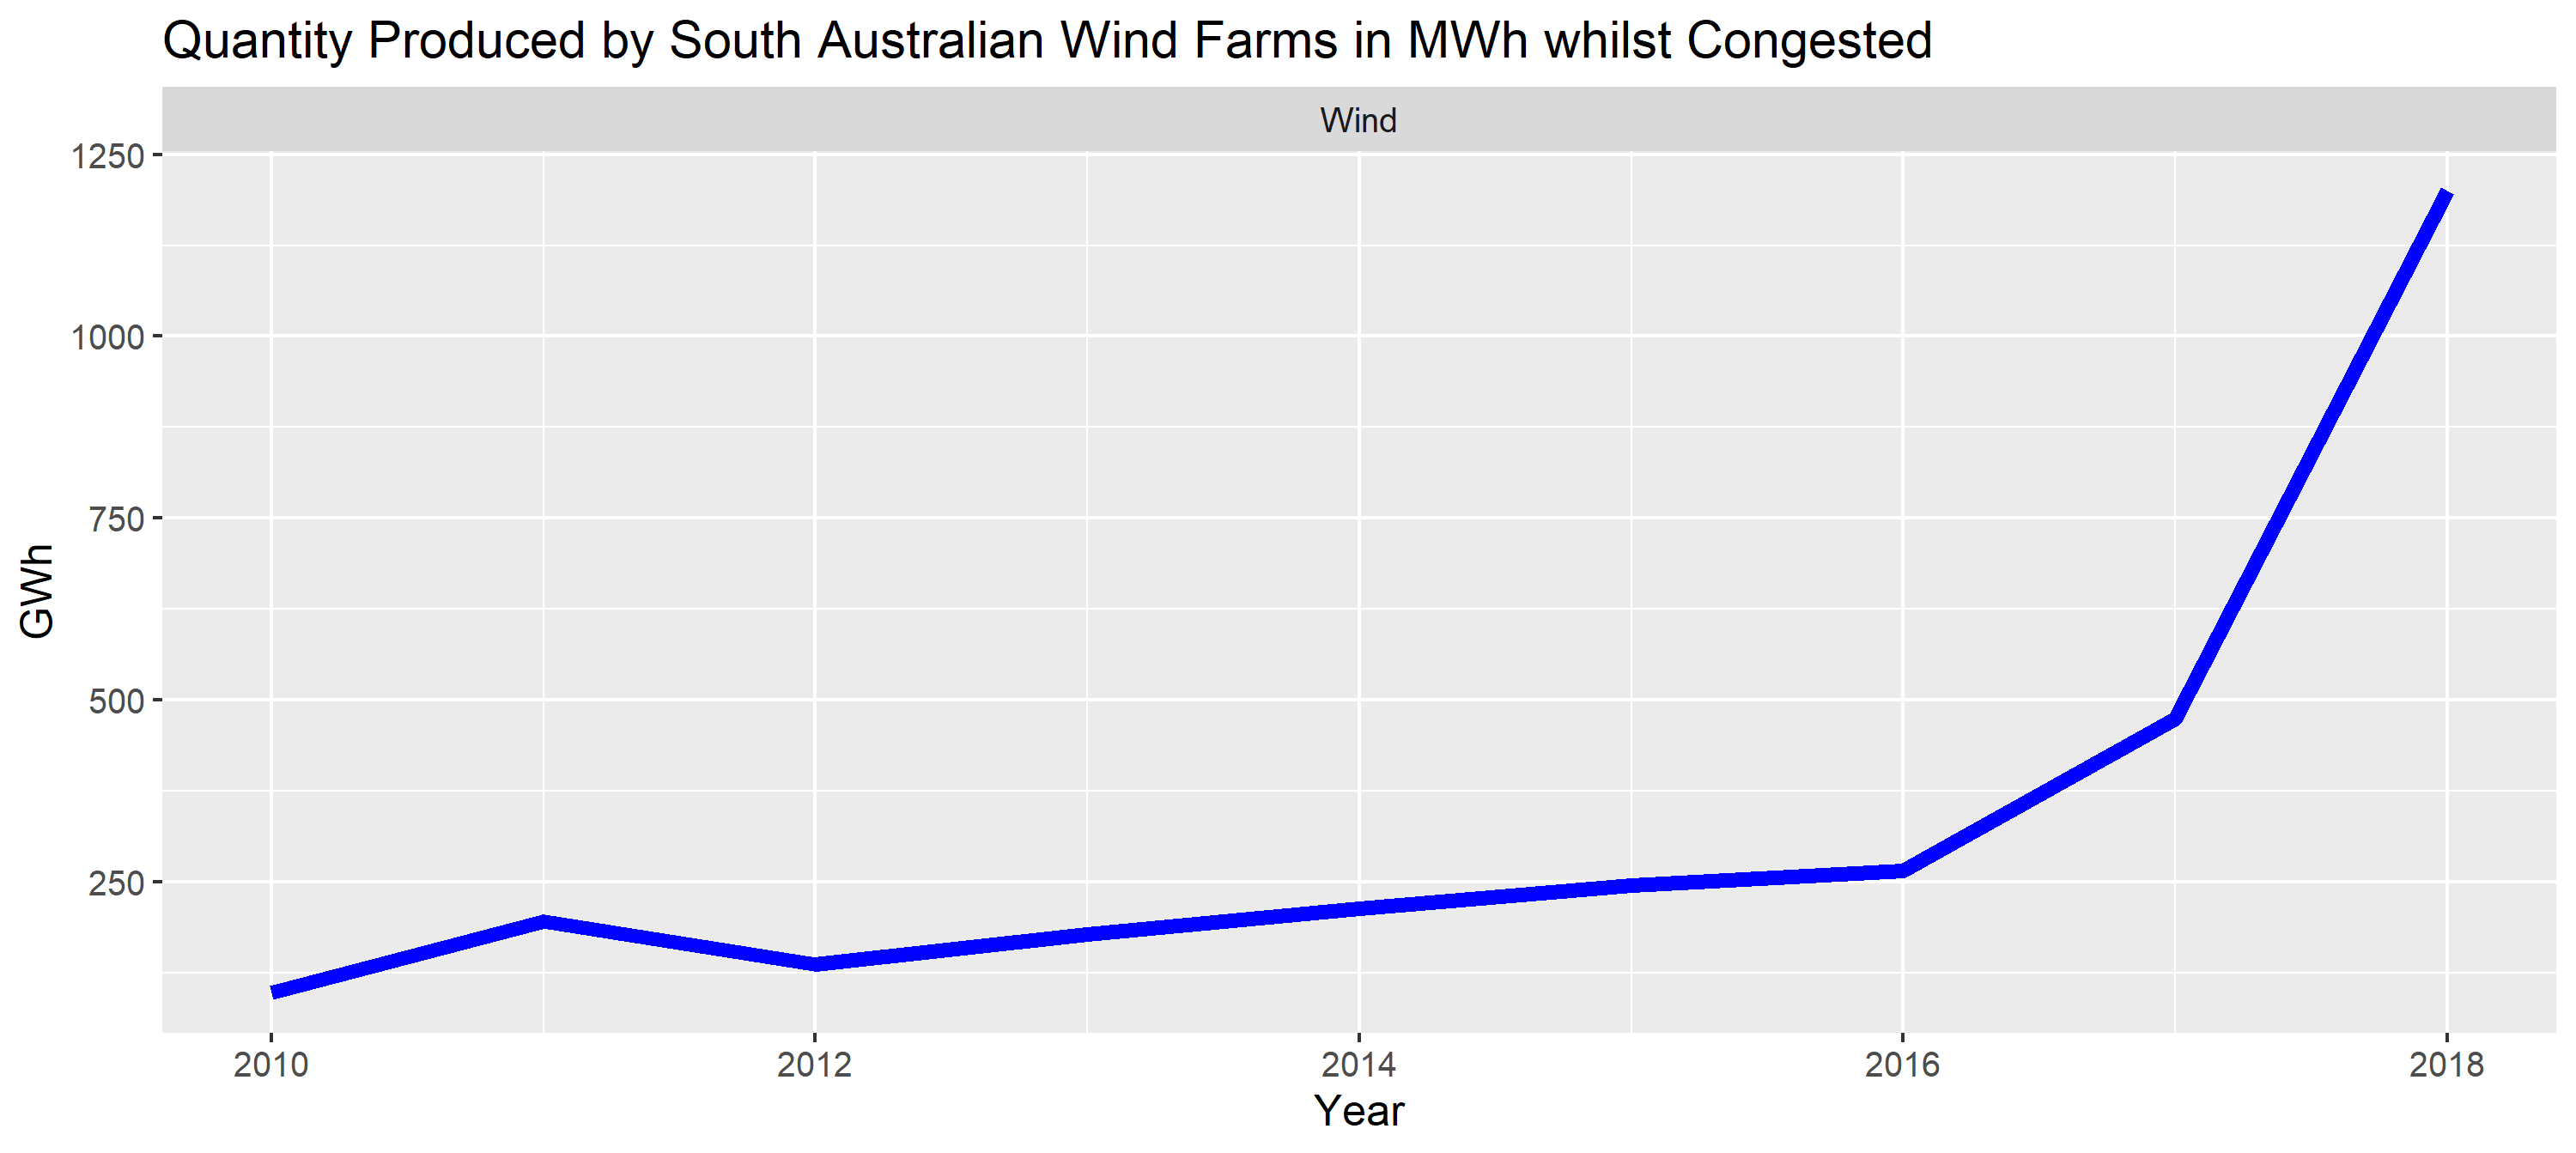 Quantity Produced by South Australian Wind Farms in MWh whilst Congested
Wind
1250
1000
750
500
250
GWh
2010 2012 2014 2016 2018
Year